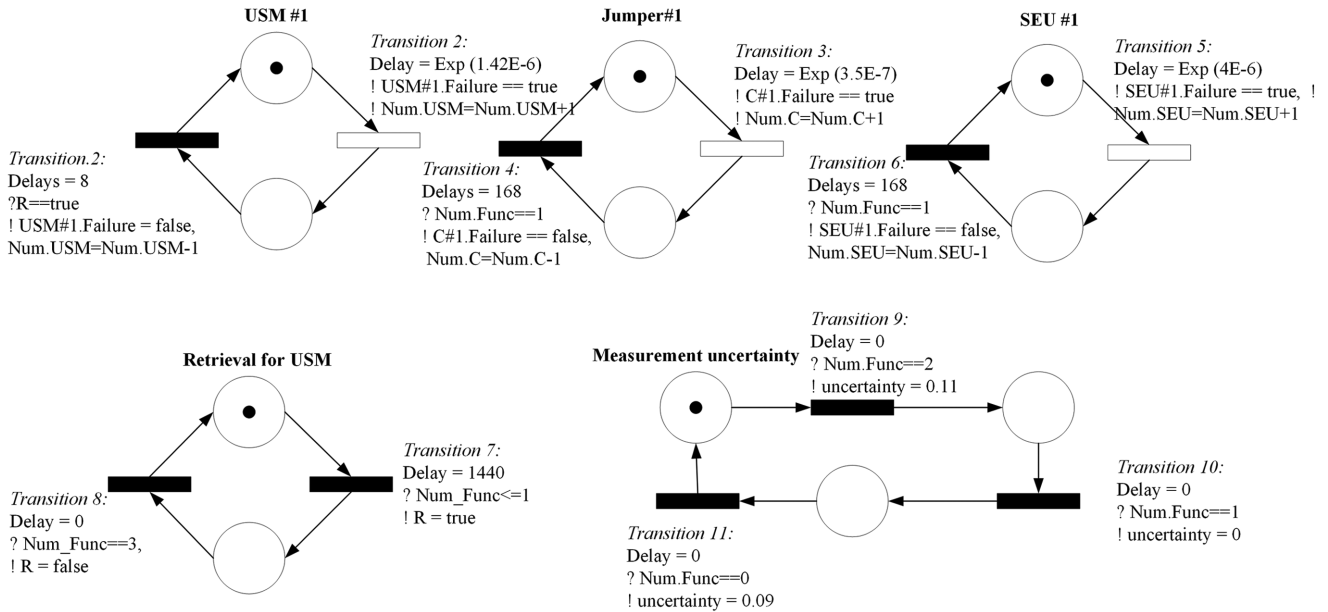 USM #1
Transition 2:
Delay = Exp (1.42E-6)
! USM#1.Failure == true
! Num.USM=Num.USM+1
Transition.2:
Delays = 8
?R==true
! USM#1.Failure = false,
Num.USM=Num.USM-1
Jumper#1
Transition 3:
Delay = Exp (3.5E-7)
! C#1.Failure == true
! Num.C=Num.C+1
Transition 4:
Delays = 168
? Num.Func==1
! C#1.Failure == false,
Num.C=Num.C-1
SEU #1
Transition 5:
Delay = Exp (4E-6)
! SEU#1.Failure ==true, !
Num.SEU=Num.SEU+1
Transition 6:
Delays = 168
? Num.Func==1
! SEU#1.Failure == false,
Num.SEU=Num.SEU-1
Retrieval for USM
Transition 7:
Delay = 1440
? Num_Func<=1
! R = true
Transition 8:
Delay = 0
? Num_Func==3,
! R = false
Measurement uncertainty
Transition 9:
Delay = 0
? Num.Func==2
! uncertainty = 0.11
Transition 10:
Delay = 0
? Num.Func==1
! uncertainty = 0
Transition 11:
Delay = 0
? Num.Func==0
! uncertainty = 0.09